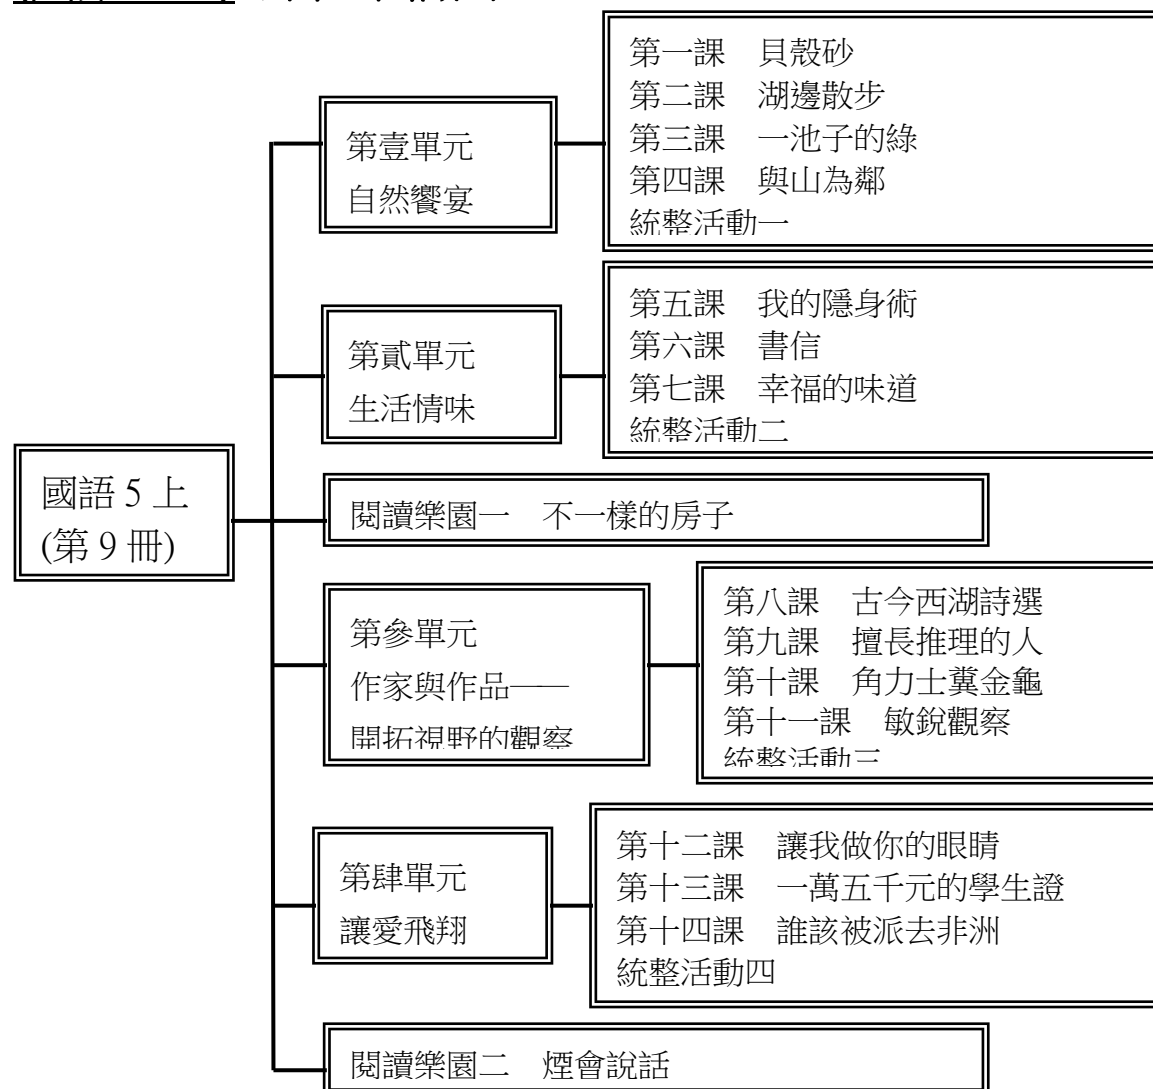 國語 5 上
(第 9 冊)
第壹單元
自然饗宴
第一課　貝殼砂
第二課　湖邊散步
第三課　一池子的綠
第四課　與山為鄰
統整活動一
第貳單元
生活情味
第五課　我的隱身術
第六課　書信
第七課　幸福的味道
統整活動二
閱讀樂園一　不一樣的房子
第參單元
作家與作品——
開拓視野的觀察
第八課　古今西湖詩選
第九課　擅長推理的人
第十課　角力士糞金龜
第十一課　敏銳觀察
統整活動三
第肆單元
讓愛飛翔
第十二課　讓我做你的眼睛
第十三課　一萬五千元的學生證
第十四課　誰該被派去非洲
統整活動四
閱讀樂園二　煙會說話